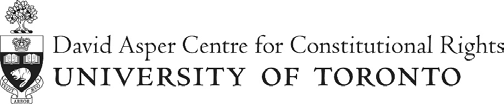 David Asper Centre for Constitutional Rights
UNIVERSITY OF TORONTO